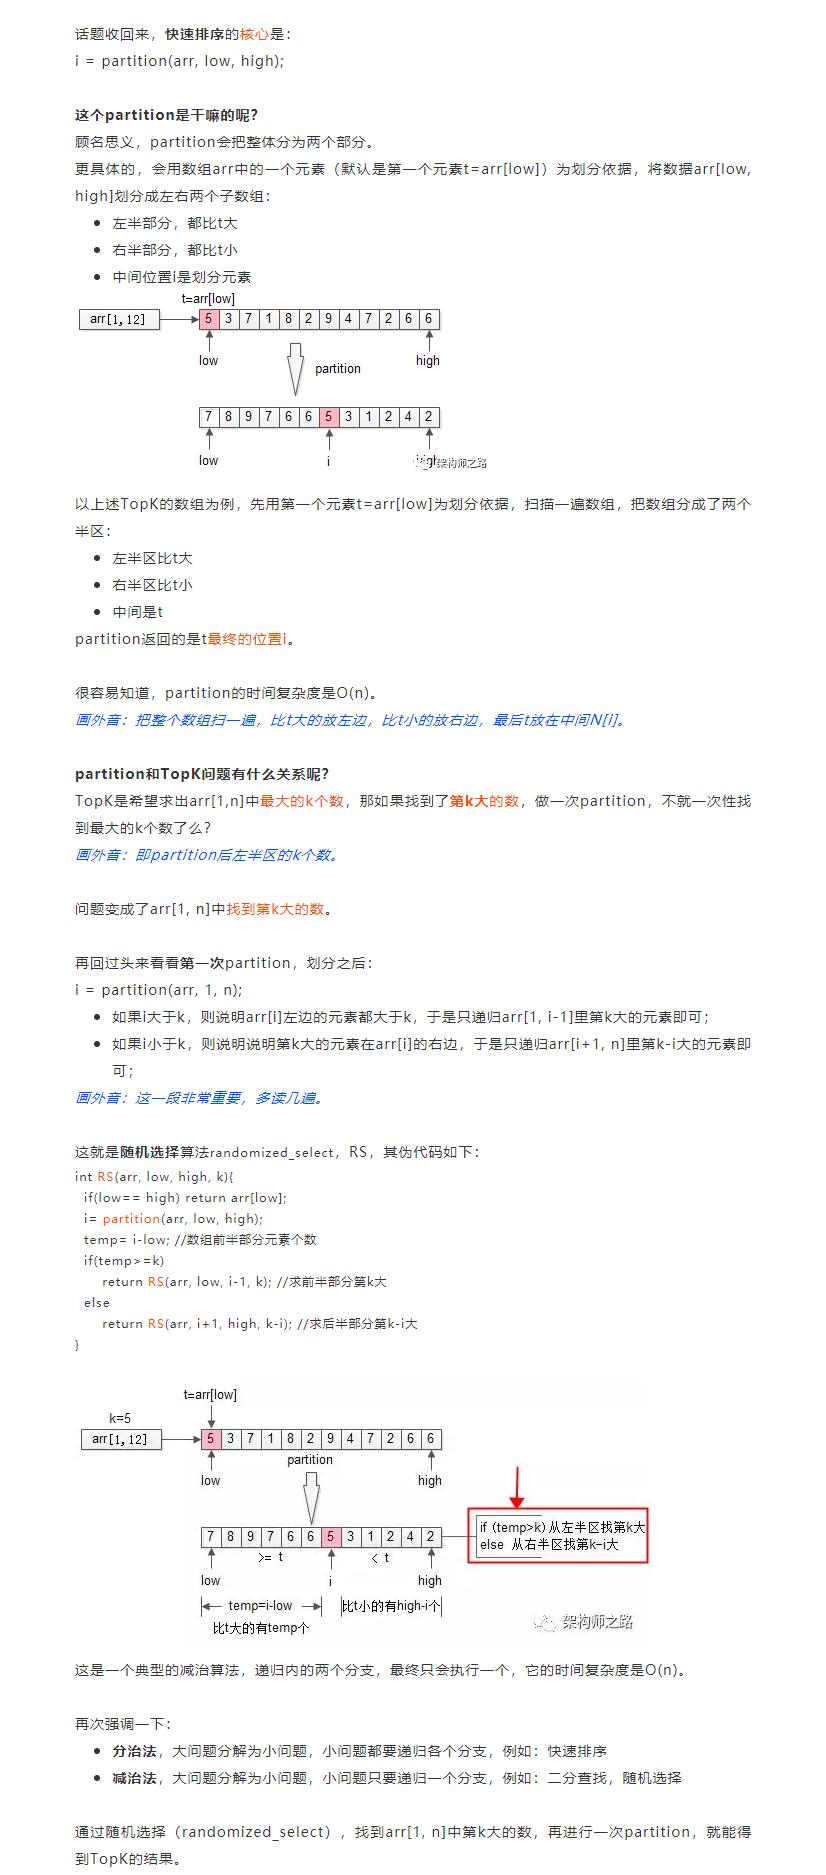 话题收回来，快速排序的核心是：
i = partition(arr, low, high);
这个partition是干嘛的呢？
顾名思义，partition会把整体分为两个部分。
更具体的，会用数组arr中的一个元素（默认是第一个元素t=arr[low]）为划分依据，将数据arr[low,
high]划分成左右两个子数组：
左半部分，都比t大
右半部分，都比t小
中间位置i是划分元素
t=arr[low]
arr[1,12] 5 3 7 1 8 2 9 4 7 2 6 6
low high
partition
7 8 9 7 6 6 5 3 1 2 4 2
low i high 架构师之路
以上述TopK的数组为例，先用第一个元素t=arr[low]为划分依据，扫描一遍数组，把数组分成了两个
半区：
左半区比t大
右半区比t小
中间是t
partition返回的是t最终的位置i。
很容易知道，partition的时间复杂度是O(n)。
画外音：把整个数组扫一遍，比t大的放左边，比t小的放右边，最后t放在中间N[i]。
partition和TopK问题有什么关系呢？
TopK是希望求出arr[1,n]中最大的k个数，那如果找到了第k大的数，做一次partition，不就一次性找
到最大的k个数了么？
画外音：即partition后左半区的k个数。
问题变成了arr[1, n]中找到第k大的数。
再回过头来看看第一次partition，划分之后：
i = partition(arr, 1, n);
如果i大于k，则说明arr[i]左边的元素都大于k，于是只递归arr[1, i-1]里第k大的元素即可；
如果i小于k，则说明说明第k大的元素在arr[i]的右边，于是只递归arr[i+1, n]里第k-i大的元素即
可；
画外音：这一段非常重要，多读几遍。
这就是随机选择算法randomized_select，RS，其伪代码如下：
int RS(arr, low, high, k){
if(low== high) return arr[low];
i= partition(arr, low, high);
temp= i-low; //数组前半部分元素个数
if(temp>=k)
return RS(arr, low, i-1, k); //求前半部分第k大
else
return RS(arr, i+1, high, k-i); //求后半部分第k-i大
}
t=arr[low]
k=5
arr[1,12] 5 3 7 1 8 2 9 4 7 2 6 6
partition
low high
7 8 9 7 6 6 5 3 1 2 4 2
if (temp>k) 从左半区找第k大
else 从右半区找第k-i大
>= t < t
low i high
temp=i-low 比t小的有high-i个
比t大的有temp个 架构师之路
这是一个典型的减治算法，递归内的两个分支，最终只会执行一个，它的时间复杂度是O(n)。
再次强调一下：
分治法，大问题分解为小问题，小问题都要递归各个分支，例如：快速排序
减治法，大问题分解为小问题，小问题只要递归一个分支，例如：二分查找，随机选择
通过随机选择（randomized_select），找到arr[1, n]中第k大的数，再进行一次partition，就能得
到TopK的结果。